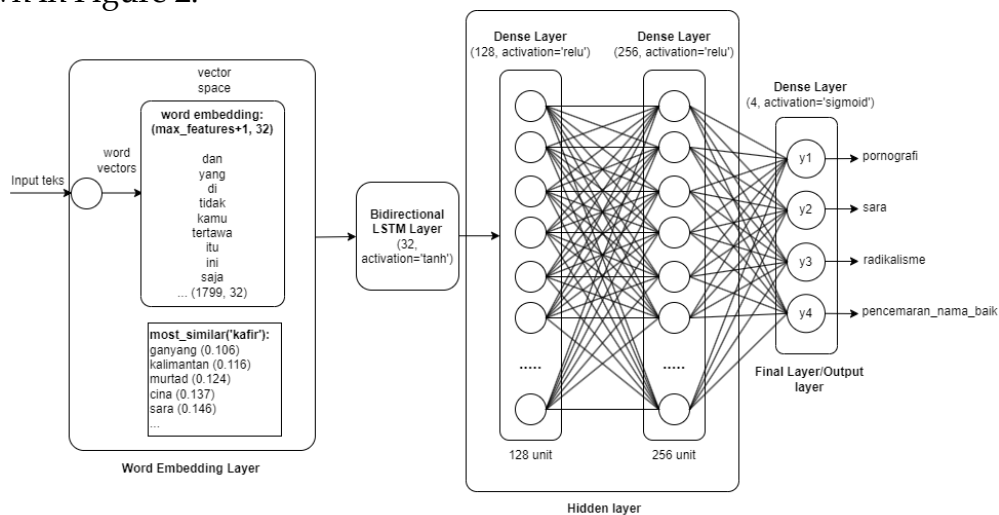 in Figure 2.
Input teks
vector
space
word
vectors
word embedding:
(max_features+1, 32)
dan
yang
di
tidak
kamu
tertawa
itu
ini
saja
... (1799, 32)
most_similar('kafir'):
ganyang (0.106)
kalimantan (0.116)
murtad (0.124)
cina (0.137)
sara (0.146)
...
Word Embedding Layer
Bidirectional
LSTM Layer
(32,
activation='tanh')
Dense Layer
(128, activation='relu')
.....
128 unit
Dense Layer
(256, activation='relu')
.....
256 unit
Hidden layer
Dense Layer
(4, activation='sigmoid')
y1
pornografi
y2
sara
y3
radikalisme
y4
pencemaran_nama_baik
Final Layer/Output
layer